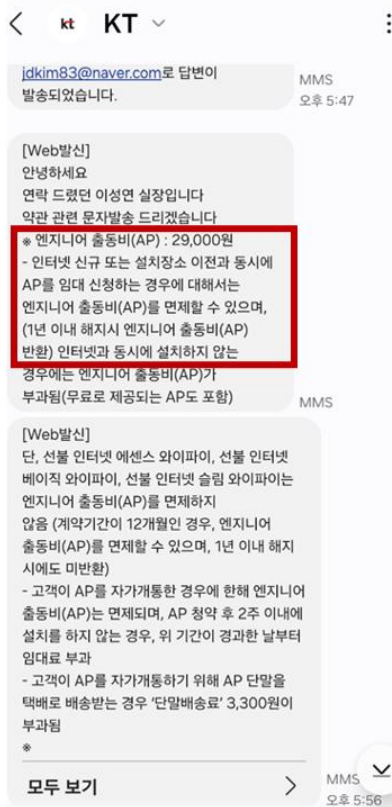 kt KT
jdkim83@naver.com로 답변이
발송되었습니다.
MMS
오후 5:47
[Web발신]
안녕하세요
연락 드렸던 이성연 실장입니다
약관 관련 문자발송 드리겠습니다
※ 엔지니어 출동비(AP) : 29,000원
- 인터넷 신규 또는 설치장소 이전과 동시에
AP를 임대 신청하는 경우에 대해서는
엔지니어 출동비(AP)를 면제할 수 있으며,
(1년 이내 해지시 엔지니어 출동비(AP)
반환) 인터넷과 동시에 설치하지 않는
경우에는 엔지니어 출동비(AP)가
부과됨(무료로 제공되는 AP도 포함)
MMS
[Web발신]
단, 선불 인터넷 에센스 와이파이, 선불 인터넷
베이직 와이파이, 선불 인터넷 슬림 와이파이는
엔지니어 출동비(AP)를 면제하지
않음 (계약기간이 12개월인 경우, 엔지니어
출동비(AP)를 면제할 수 있으며, 1년 이내 해지
시에도 미반환)
- 고객이 AP를 자가개통한 경우에 한해 엔지니어
출동비(AP)는 면제되며, AP 청약 후 2주 이내에
설치를 하지 않는 경우, 위 기간이 경과한 날부터
임대료 부과
- 고객이 AP를 자가개통하기 위해 AP 단말을
택배로 배송받는 경우 '단말배송료' 3,300원이
부과됨
※
모두 보기
MMS
오후 5:56